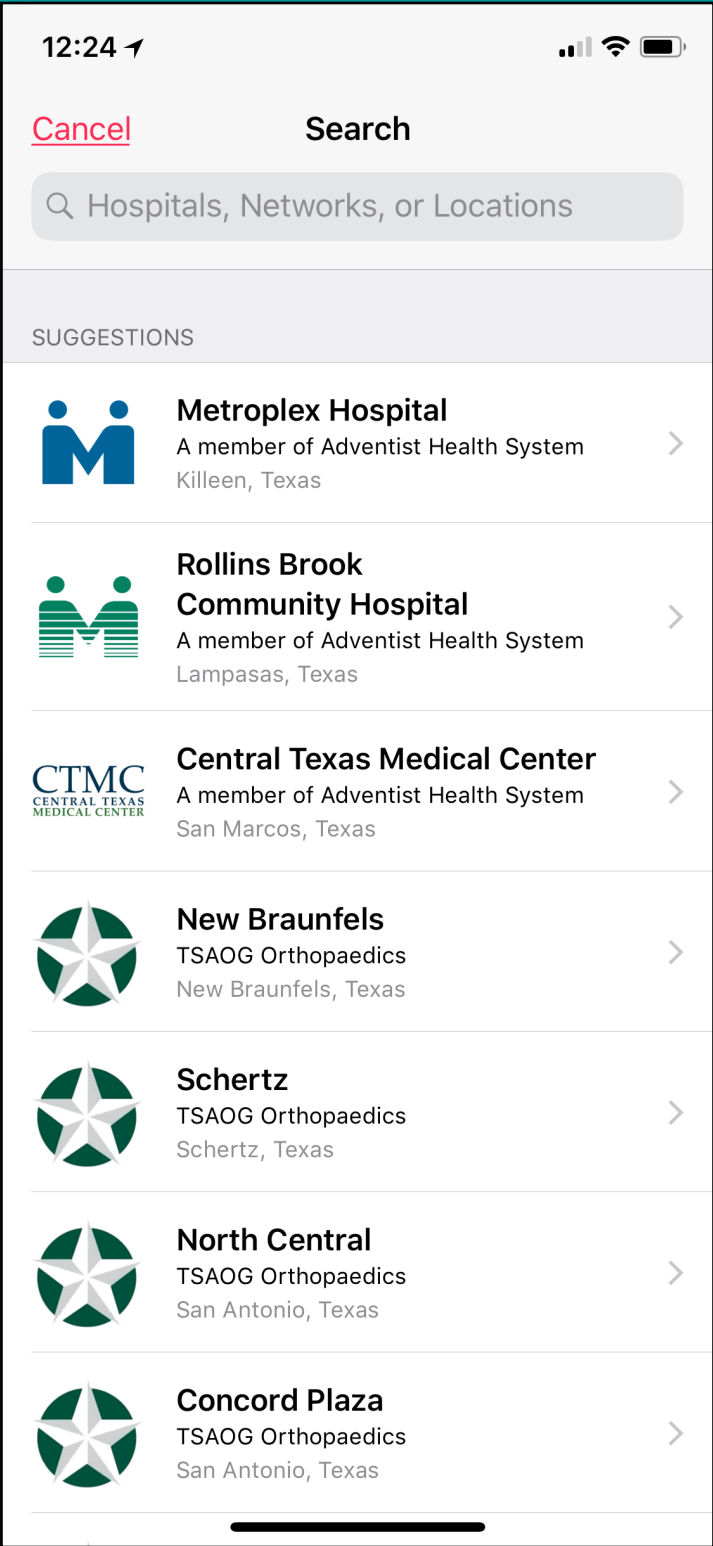 12:24
Cancel
Search
Hospitals, Networks, or Locations
SUGGESTIONS
Metroplex Hospital
A member of Adventist Health System
Killeen, Texas
Rollins Brook
Community Hospital
A member of Adventist Health System
Lampasas, Texas
CTMC
CENTRAL TEXAS
MEDICAL CENTER
Central Texas Medical Center
A member of Adventist Health System
San Marcos, Texas
New Braunfels
TSAOG Orthopaedics
New Braunfels, Texas
Schertz
TSAOG Orthopaedics
Schertz, Texas
North Central
TSAOG Orthopaedics
San Antonio, Texas
Concord Plaza
TSAOG Orthopaedics
San Antonio, Texas